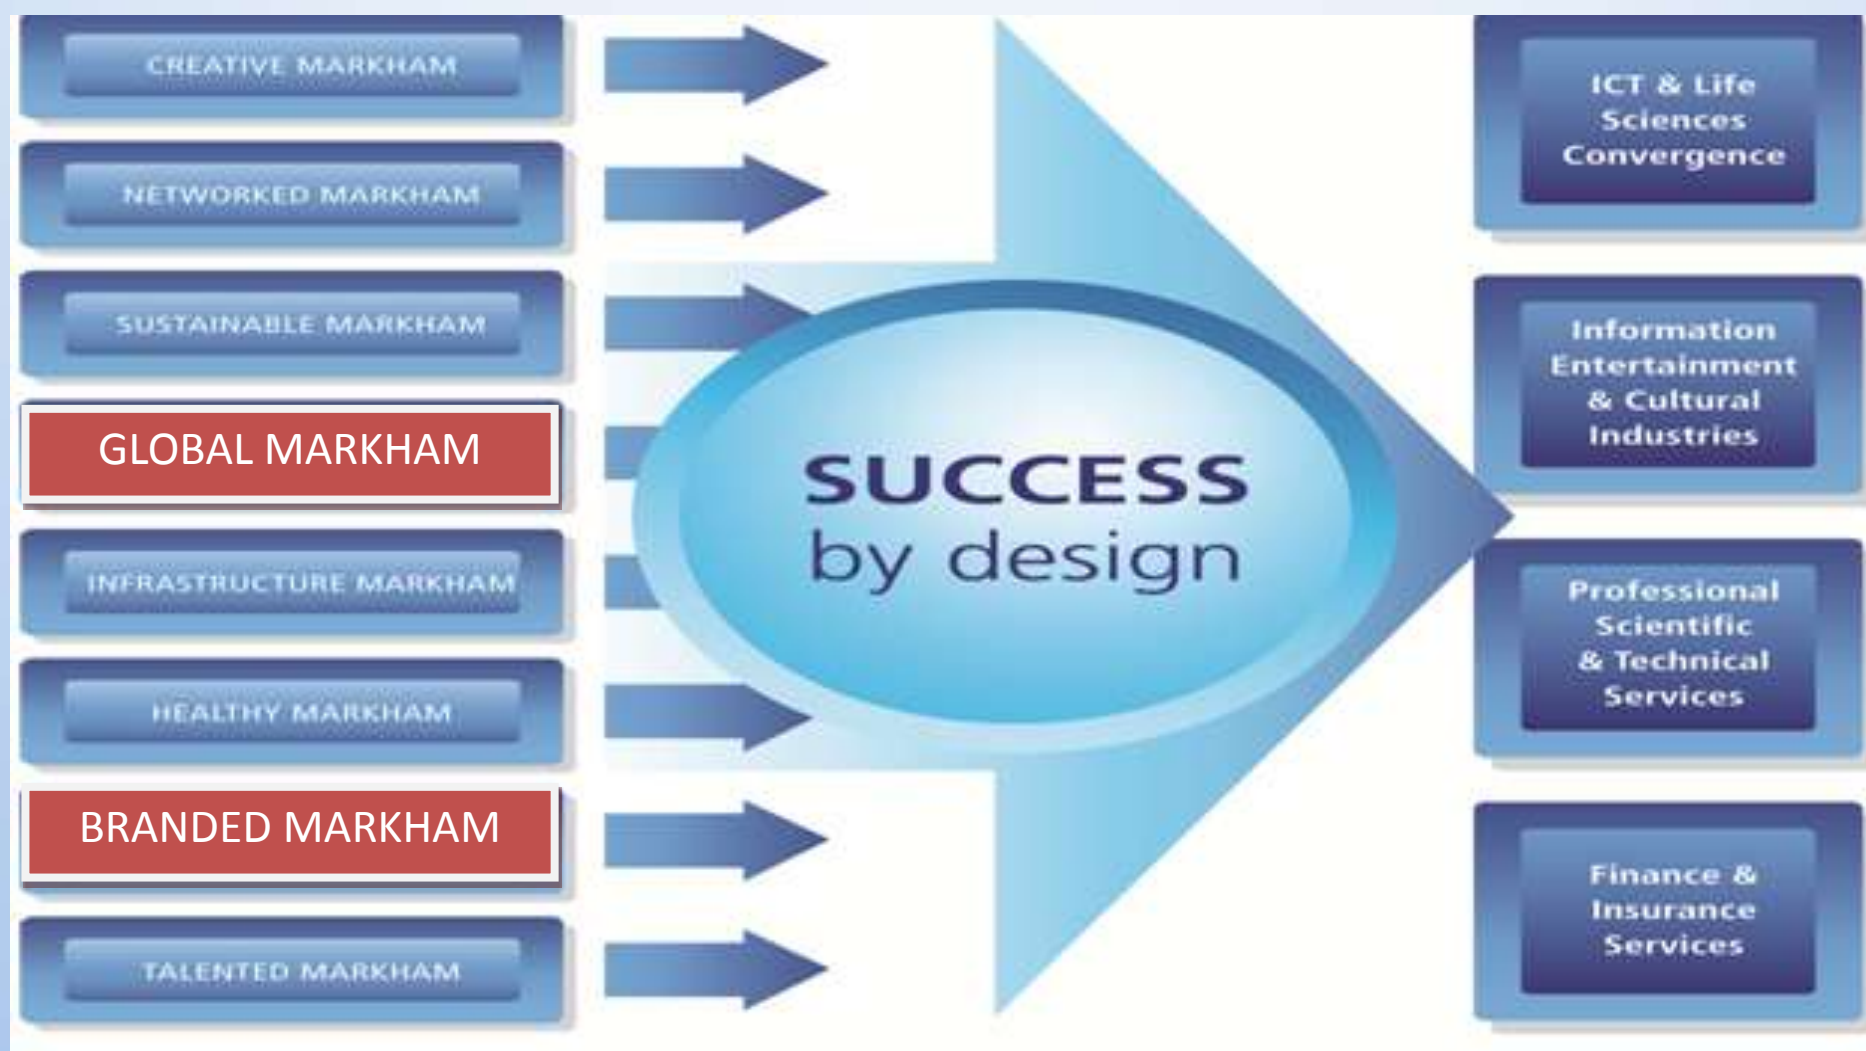 CREATIVE MARKHAM
NETWORKED MARKHAM
SUSTAINABLE MARKHAM
GLOBAL MARKHAM
INFRASTRUCTURE MARKHAM
HEALTHY MARKHAM
BRANDED MARKHAM
TALENTED MARKHAM
SUCCESS
by design
ICT & Life
Sciences
Convergence
Information
Entertainment
& Cultural
Industries
Professional
Scientific
& Technical
Services
Finance &
Insurance
Services